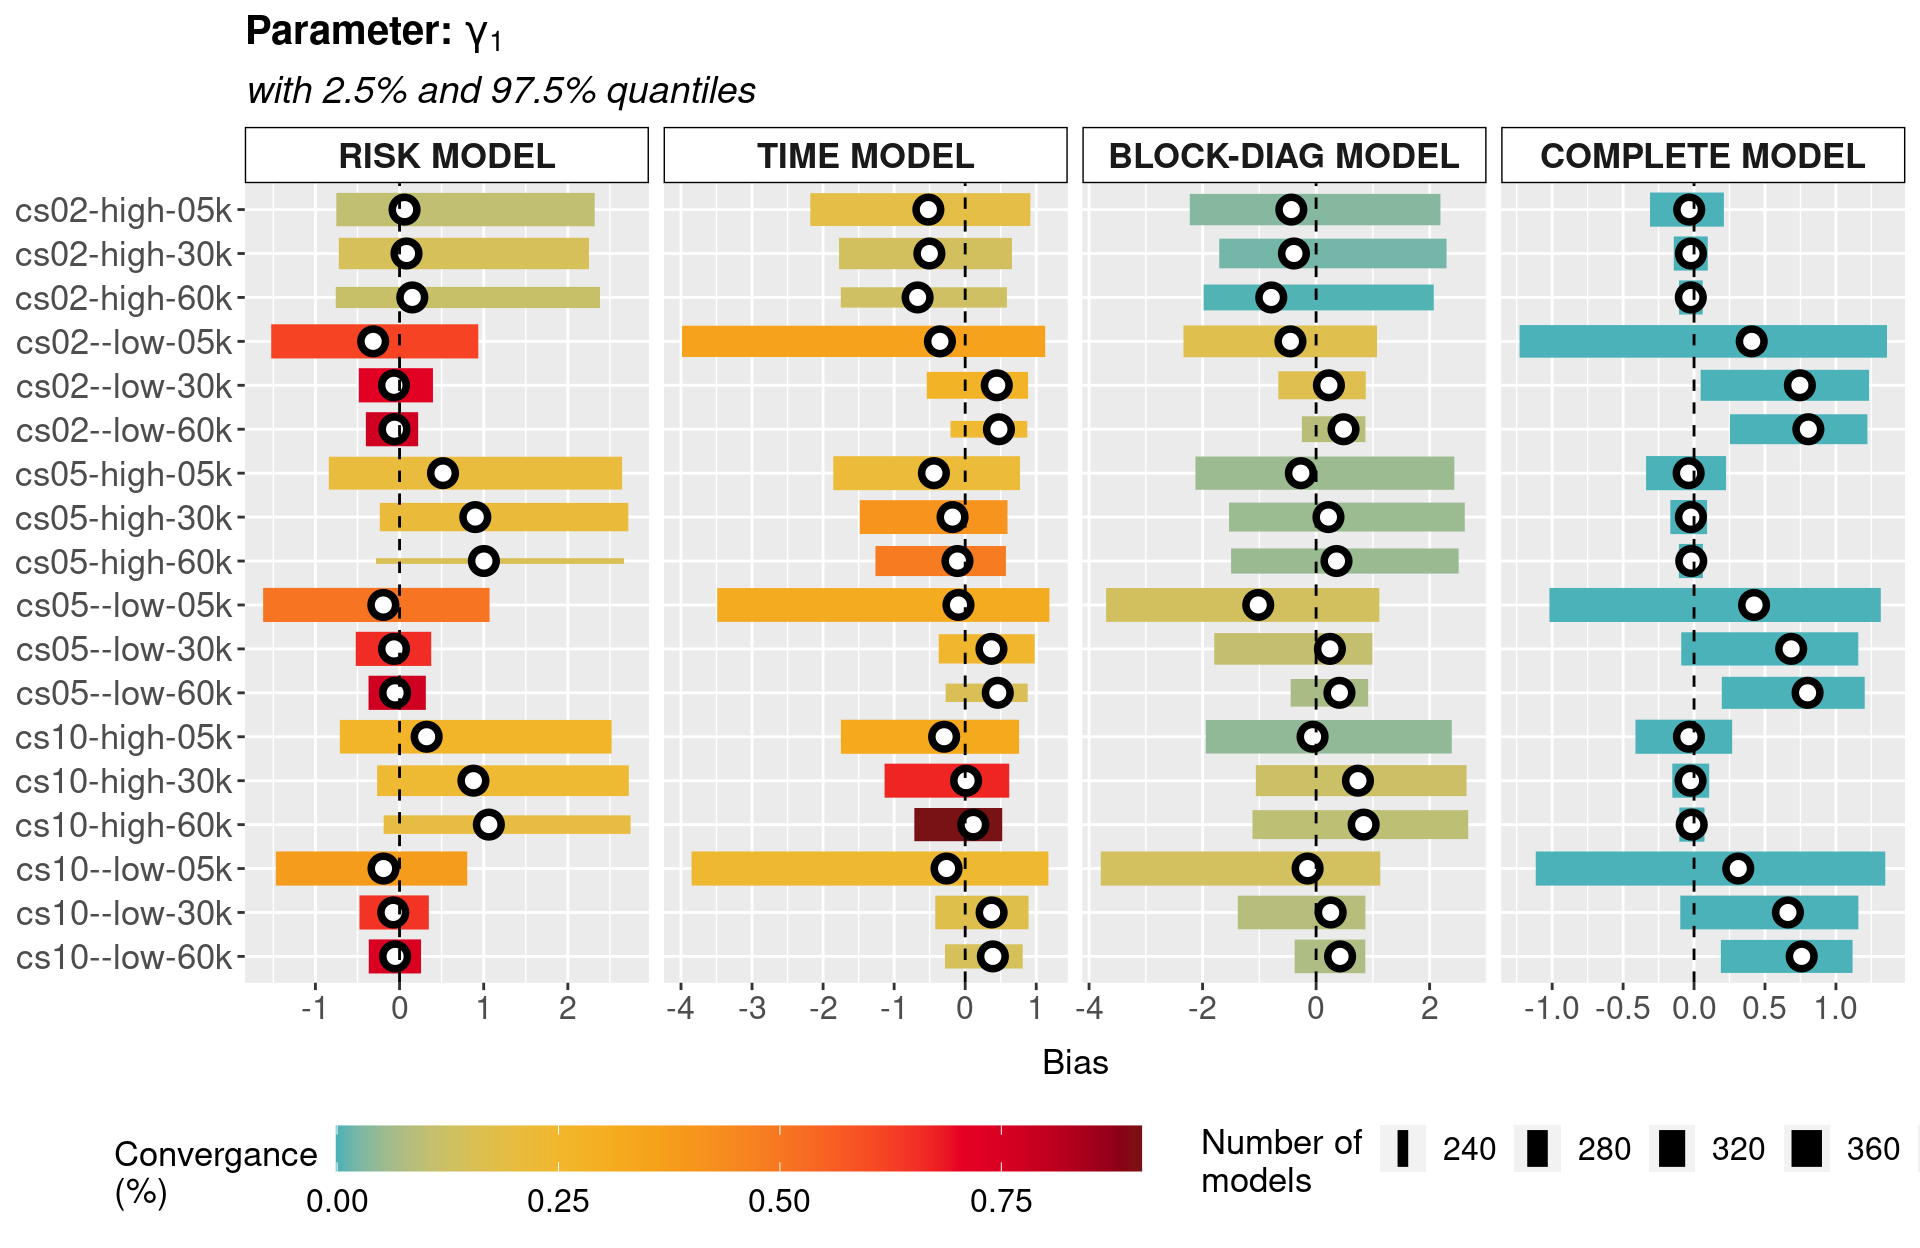 Parameter: γ1
with 2.5% and 97.5% quantiles
RISK MODEL TIME MODEL BLOCK-DIAG MODEL COMPLETE MODEL
cs02-high-05k
cs02-high-30k
cs02-high-60k
cs02--low-05k
cs02--low-30k
cs02--low-60k
cs05-high-05k
cs05-high-30k
cs05-high-60k
cs05--low-05k
cs05--low-30k
cs05--low-60k
cs10-high-05k
cs10-high-30k
cs10-high-60k
cs10--low-05k
cs10--low-30k
cs10--low-60k
-1 0 1 2 -4 -3 -2 -1 0 1 -4 -2 0 2 -1.0 -0.5 0.0 0.5 1.0
Bias
Convergance
(%)
0.00 0.25 0.50 0.75
Number of
models
240 280 320 360